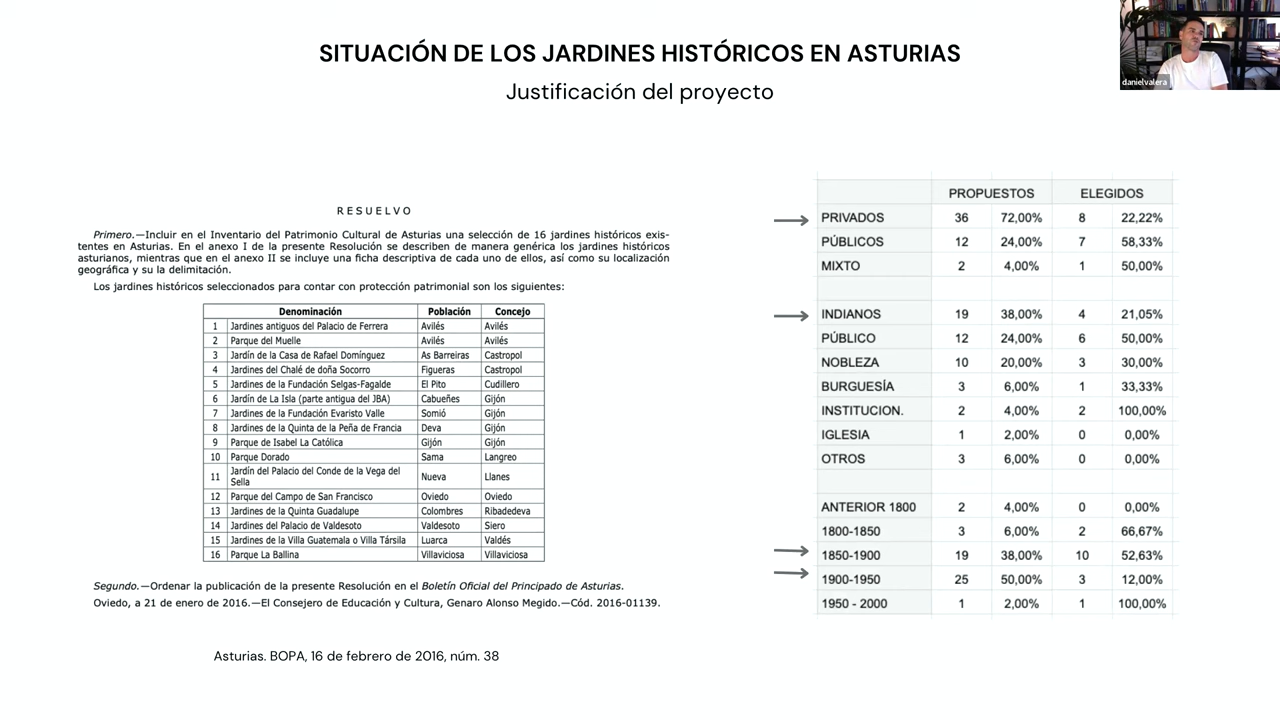 SITUACIÓN DE LOS JARDINES HISTÓRICOS EN ASTURIAS
Justificación del proyecto
danielvalera
RESUELVO
Primero.—Incluir en el Inventario del Patrimonio Cultural de Asturias una selección de 16 jardines históricos exis-
tentes en Asturias. En el anexo I de la presente Resolución se describen de manera genérica los jardines históricos
asturianos, mientras que en el anexo II se incluye una ficha descriptiva de cada uno de ellos, así como su localización
geográfica y su la delimitación.
Los jardines históricos seleccionados para contar con protección patrimonial son los siguientes:
Denominación Población Concejo
1 Jardines antiguos del Palacio de Ferrera Avilés Avilés
2 Parque del Muelle Avilés Avilés
3 Jardín de la Casa de Rafael Domínguez As Barreiras Castropol
4 Jardines del Chalé de doña Socorro Figueras Castropol
5 Jardines de la Fundación Selgas-Fagalde El Pito Cudillero
6 Jardín de La Isla (parte antigua del JBA) Cabueñes Gijón
7 Jardines de la Fundación Evaristo Valle Somió Gijón
8 Jardines de la Quinta de la Peña de Francia Deva Gijón
9 Parque de Isabel La Católica Gijón Gijón
10 Parque Dorado Sama Langreo
11 Jardín del Palacio del Conde de la Vega del
Sella Nueva Llanes
12 Parque del Campo de San Francisco Oviedo Oviedo
13 Jardines de la Quinta Guadalupe Colombres Ribadedeva
14 Jardines del Palacio de Valdesoto Valdesoto Siero
15 Jardines de la Villa Guatemala o Villa Társila Luarca Valdés
16 Parque La Ballina Villaviciosa Villaviciosa
Segundo.—Ordenar la publicación de la presente Resolución en el Boletín Oficial del Principado de Asturias.
Oviedo, a 21 de enero de 2016.—El Consejero de Educación y Cultura, Genaro Alonso Megido.—Cód. 2016-01139.
Asturias. BOPA, 16 de febrero de 2016, núm. 38
PROPUESTOS ELEGIDOS
PRIVADOS 36 72,00% 8 22,22%
PÚBLICOS 12 24,00% 7 58,33%
MIXTO 2 4,00% 1 50,00%
INDIANOS 19 38,00% 4 21,05%
PÚBLICO 12 24,00% 6 50,00%
NOBLEZA 10 20,00% 3 30,00%
BURGUESÍA 3 6,00% 1 33,33%
INSTITUCION. 2 4,00% 2 100,00%
IGLESIA 1 2,00% 0 0,00%
OTROS 3 6,00% 0 0,00%
ANTERIOR 1800 2 4,00% 0 0,00%
1800-1850 3 6,00% 2 66,67%
1850-1900 19 38,00% 10 52,63%
1900-1950 25 50,00% 3 12,00%
1950 - 2000 1 2,00% 1 100,00%